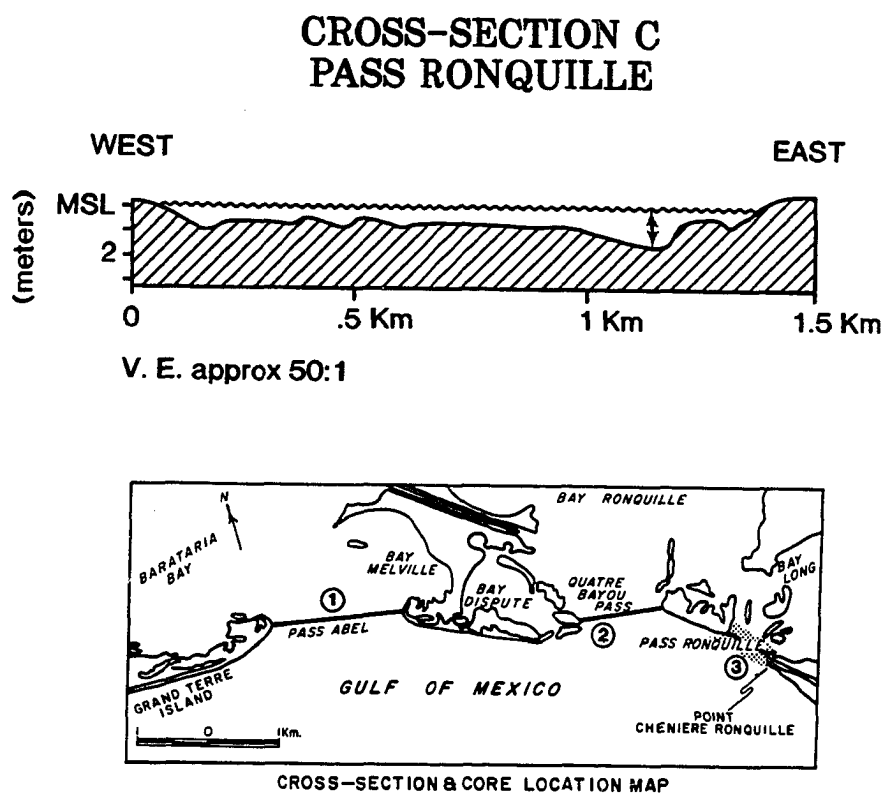 CROSS-SECTION C
PASS RONQUILLE
WEST
EAST
MSL
2
(meters)
0
.5 Km
1 Km
1.5 Km
V. E. approx 50:1
N
BARATARIA
BAY
BAY
MELVILLE
BAY
DISPUTE
BAY RONQUILLE
QUATRE
BAYOU
PASS
BAY
LONG
1
PASS ABEL
2
PASS RONQUILLE
3
GRAND TERRE
ISLAND
GULF OF MEXICO
POINT
CHENIERE RONQUILLE
1 0 1Km.
CROSS-SECTION & CORE LOCATION MAP